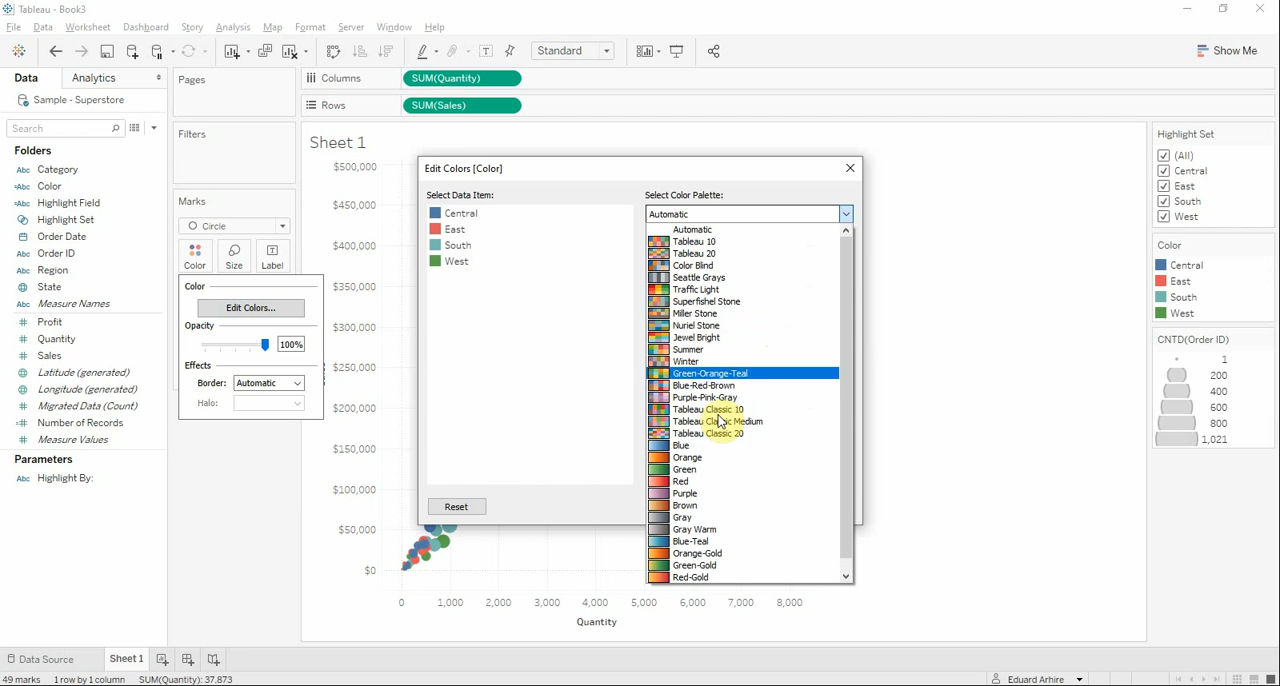 Tableau - Book3
File Data Worksheet Dashboard Story Analysis Map Format Server Window Help
Standard
Show Me
Data Analytics
Sample - Superstore
Search
Folders
Abc Category
=Abc Color
=Abc Highlight Field
Highlight Set
Order Date
Abc Order ID
Abc Region
State
Abc Measure Names
# Profit
# Quantity
# Sales
Latitude (generated)
Longitude (generated)
# Migrated Data (Count)
=# Number of Records
# Measure Values
Parameters
Abc Highlight By:
Pages
Filters
Marks
Circle
Color Size Label
Color
Edit Colors...
Opacity
100%
Effects
Border: Automatic
Halo:
Columns SUM(Quantity)
Rows SUM(Sales)
Sheet 1
$500,000
$450,000
$400,000
$350,000
$300,000
$250,000
$200,000
$150,000
$100,000
$50,000
$0
0 1,000 2,000 3,000 4,000 5,000 6,000 7,000 8,000
Quantity
Edit Colors [Color]
Select Data Item:
Central
East
South
West
Reset
Select Color Palette:
Automatic
Automatic
Tableau 10
Tableau 20
Color Blind
Seattle Grays
Traffic Light
Superfishel Stone
Miller Stone
Nuriel Stone
Jewel Bright
Summer
Winter
Green-Orange-Teal
Blue-Red-Brown
Purple-Pink-Gray
Tableau Classic 10
Tableau Classic Medium
Tableau Classic 20
Blue
Orange
Green
Red
Purple
Brown
Gray
Gray Warm
Blue-Teal
Orange-Gold
Green-Gold
Red-Gold
Highlight Set
(All)
Central
East
South
West
Color
Central
East
South
West
CNTD(Order ID)
1
200
400
600
800
1,021
Data Source Sheet 1
49 marks 1 row by 1 column SUM(Quantity): 37,873
Eduard Arhire